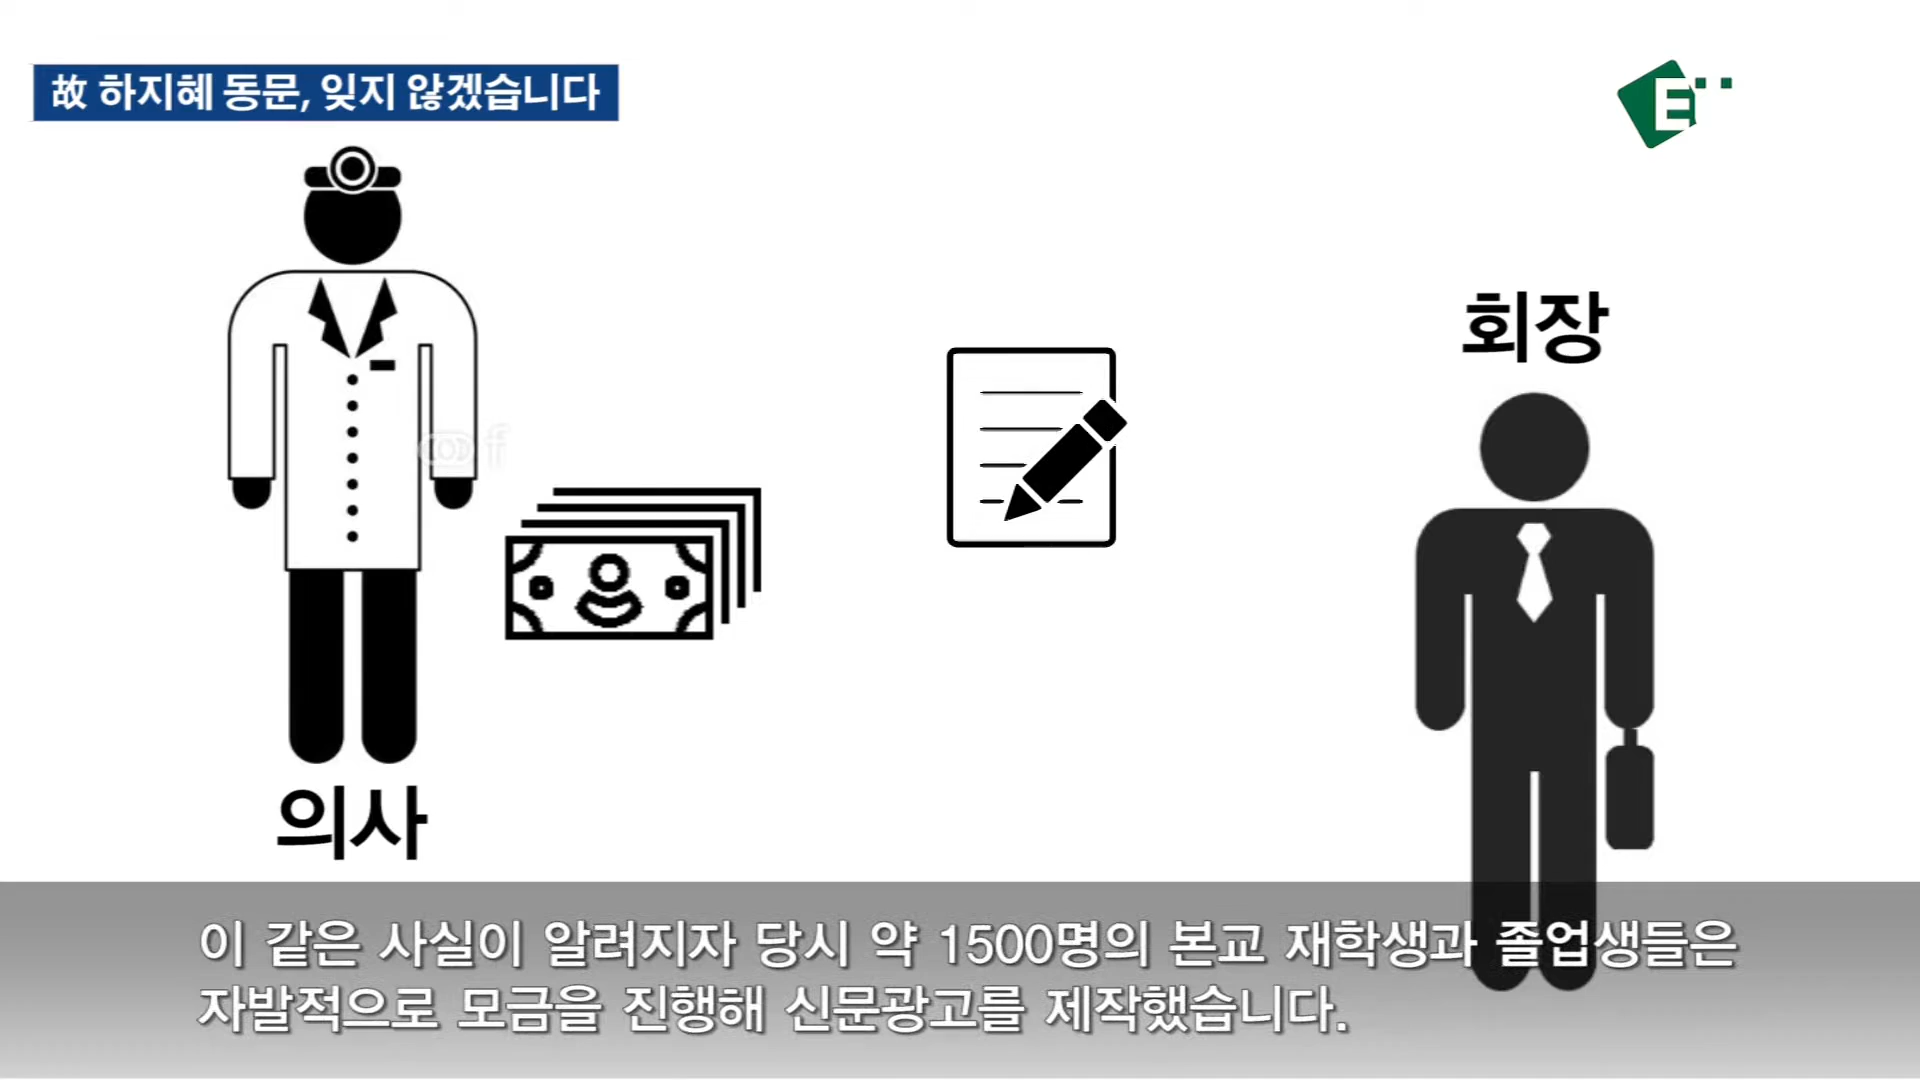 故 하지혜 동문, 잊지 않겠습니다
E
회장
의사
이 같은 사실이 알려지자 당시 약 1500명의 본교 재학생과 졸업생들은
자발적으로 모금을 진행해 신문광고를 제작했습니다.